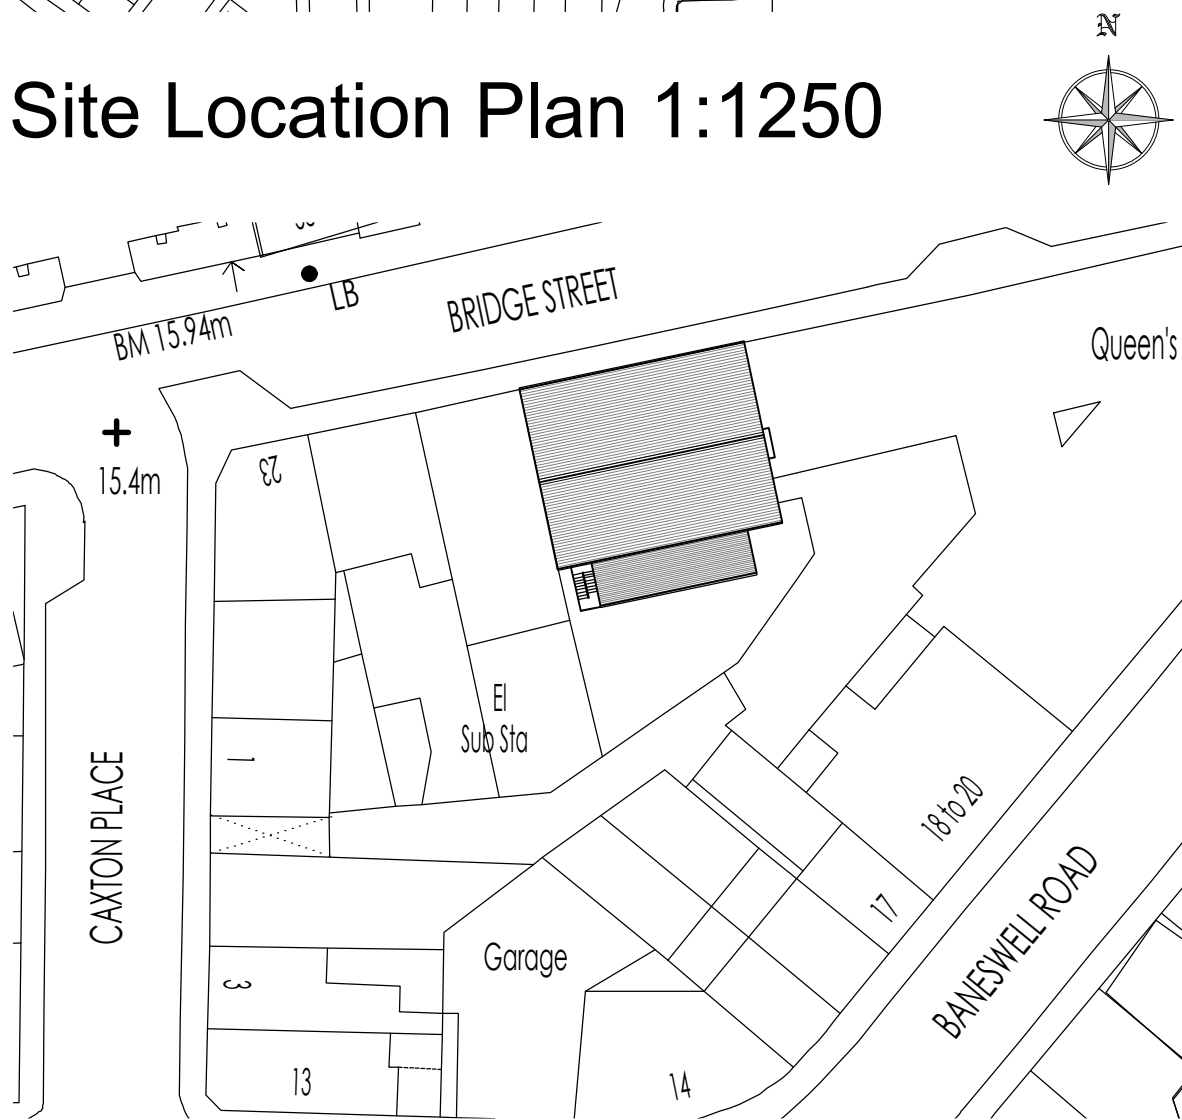 N
Site Location Plan 1:1250
LB
BRIDGE STREET
BM 15.94m
Queen's
15.4m
23
El
Sub Sta
1
CAXTON PLACE
18 to 20
17
BANESWELL ROAD
Garage
3
13
14